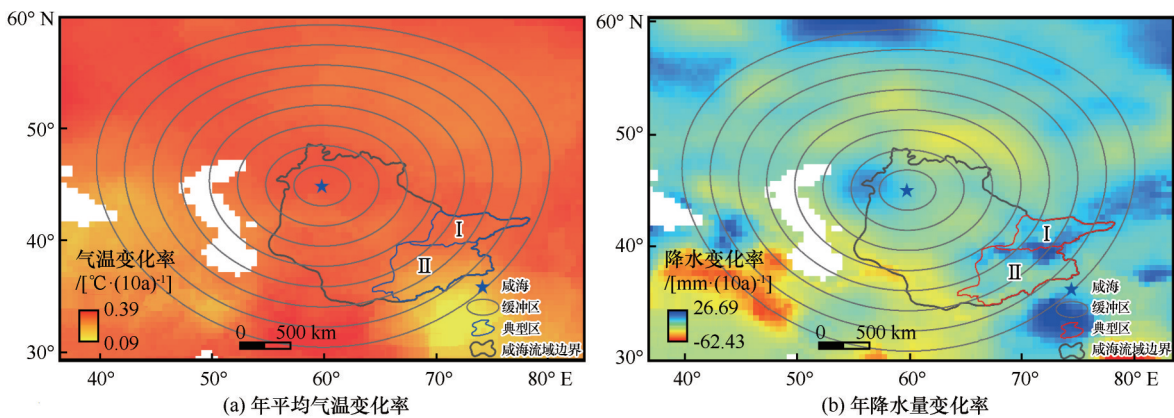 60° N
50°
40°
30°
40°
50°
60°
70°
80° E
I
II
气温变化率
/[℃·(10a)⁻¹]
0.39
0.09
0 500 km
咸海
缓冲区
典型区
咸海流域边界
(a) 年平均气温变化率
60° N
50°
40°
30°
40°
50°
60°
70°
80° E
I
II
降水变化率
/[mm·(10a)⁻¹]
26.69
-62.43
0 500 km
咸海
缓冲区
典型区
咸海流域边界
(b) 年降水量变化率